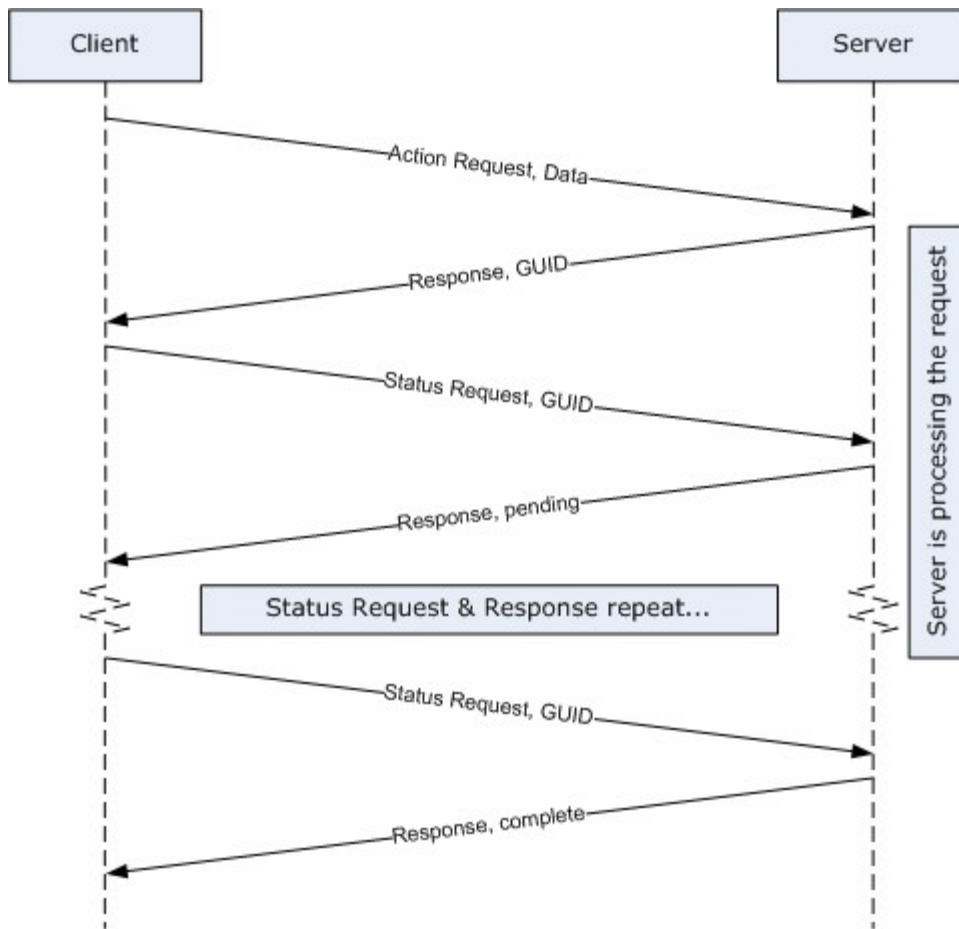 Client
Server
Action Request, Data
Response, GUID
Status Request, GUID
Response, pending
Status Request & Response repeat...
Server is processing the request
Status Request, GUID
Response, complete